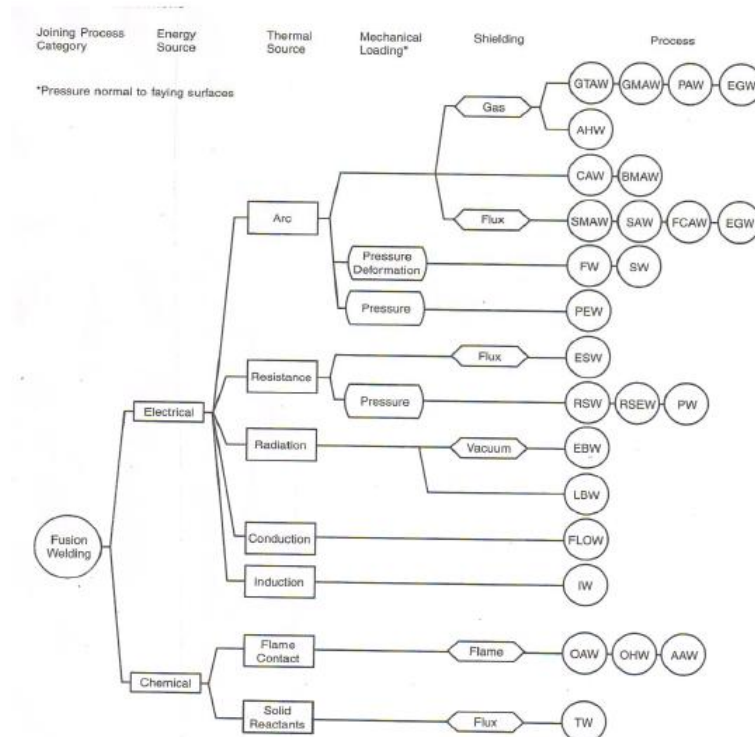 Joining Process Category
Energy Source
Thermal Source
Mechanical Loading*
Shielding
Process
*Pressure normal to faying surfaces
GTAW GMAW PAW EGW
Gas
AHW
CAW BMAW
Arc
Flux
SMAW SAW FCAW EGW
Pressure Deformation
FW SW
Pressure
PEW
Resistance
Flux
ESW
Pressure
RSW RSEW PW
Electrical
Radiation
Vacuum
EBW
LBW
Fusion Welding
Conduction
FLOW
Induction
IW
Flame Contact
Flame
OAW OHW AAW
Chemical
Solid Reactants
Flux
TW